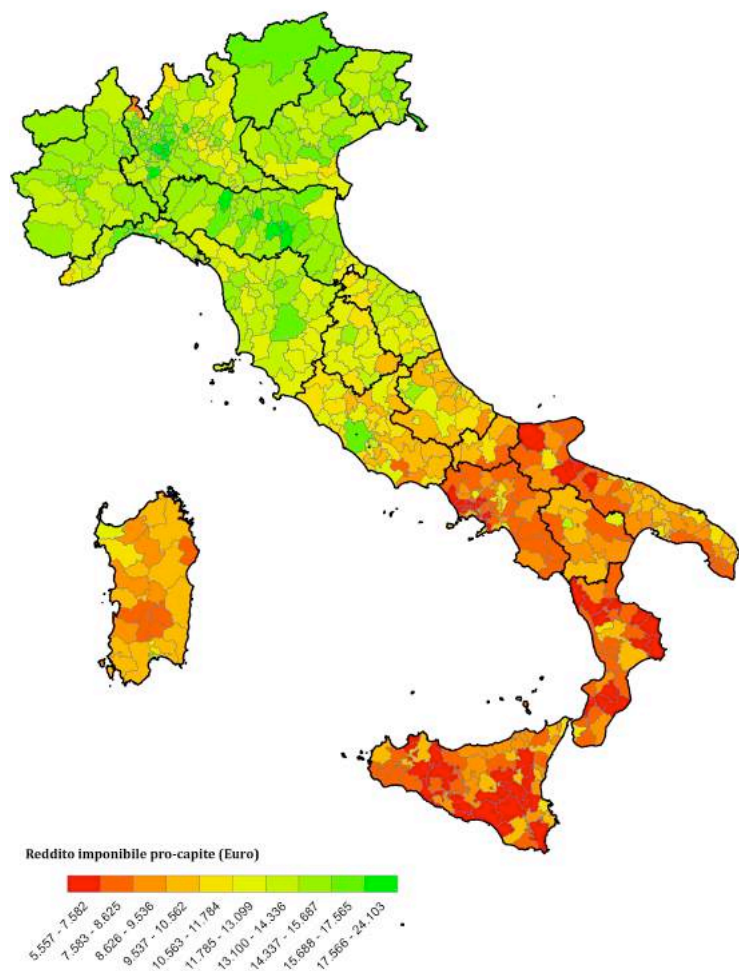 Reddito imponibile pro-capite (Euro)
5.557 - 7.582
7.583 - 8.625
8.626 - 9.536
9.537 - 10.562
10.563 - 11.784
11.785 - 13.099
13.100 - 14.336
14.337 - 15.687
15.688 - 17.565
17.566 - 24.103